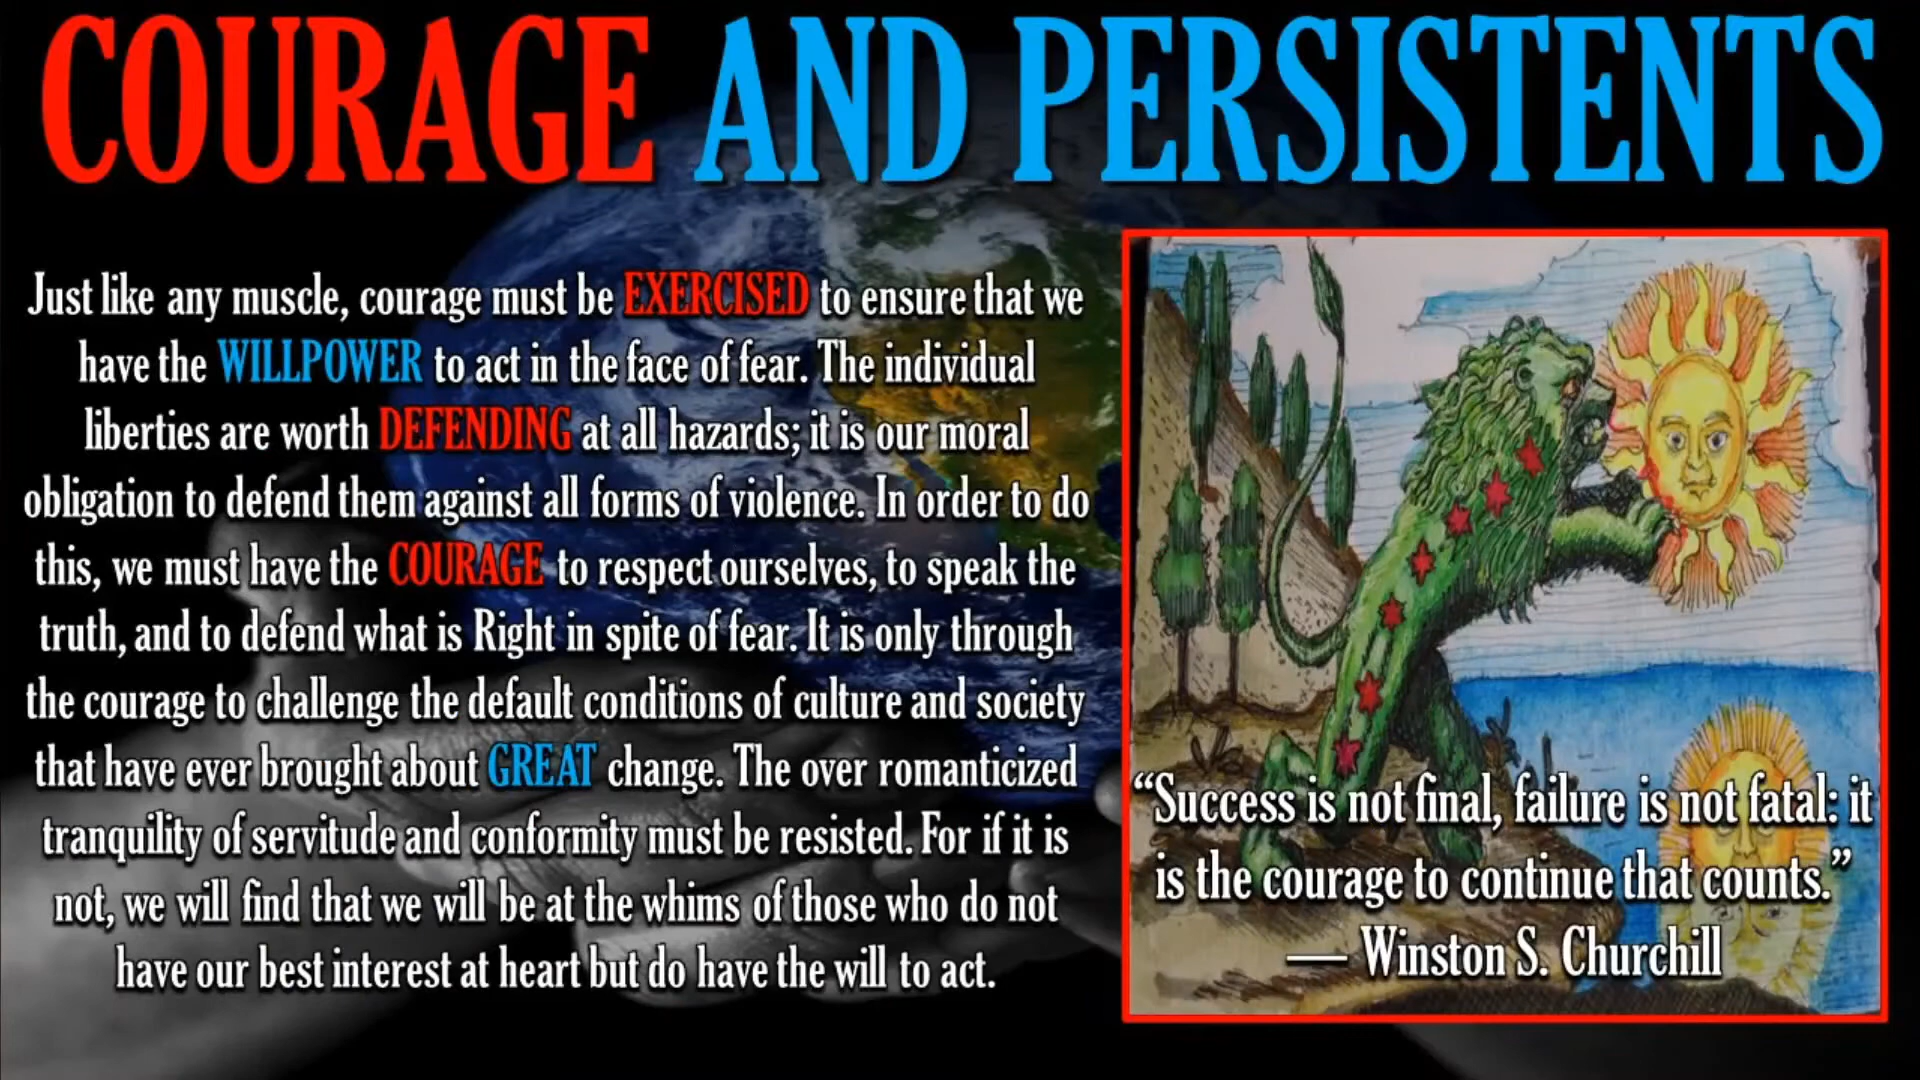 COURAGE AND PERSISTENTS
Just like any muscle, courage must be EXERCISED to ensure that we
have the WILLPOWER to act in the face of fear. The individual
liberties are worth DEFENDING at all hazards; it is our moral
obligation to defend them against all forms of violence. In order to do
this, we must have the COURAGE to respect ourselves, to speak the
truth, and to defend what is Right in spite of fear. It is only through
the courage to challenge the default conditions of culture and society
that have ever brought about GREAT change. The over romanticized
tranquility of servitude and conformity must be resisted. For if it is
not, we will find that we will be at the whims of those who do not
have our best interest at heart but do have the will to act.
“Success is not final, failure is not fatal: it
is the courage to continue that counts.”
— Winston S. Churchill